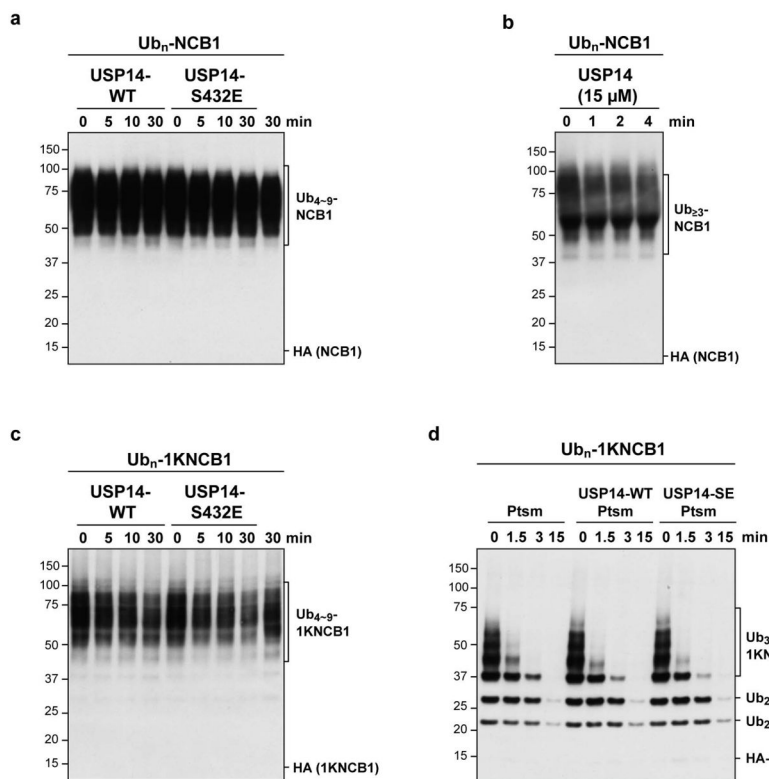 a
Ubn-NCB1
USP14-WT USP14-S432E
0 5 10 30 0 5 10 30 30 min
150
100
75
50
37
25
20
15
Ub4~9-NCB1
HA (NCB1)
b
Ubn-NCB1
USP14
(15 µM)
0 1 2 4 min
150
100
75
50
37
25
20
15
Ub≥3-NCB1
HA (NCB1)
c
Ubn-1KNCB1
USP14-WT USP14-S432E
0 5 10 30 0 5 10 30 30 min
150
100
75
50
37
25
20
15
Ub4~9-1KNCB1
HA (1KNCB1)
d
Ubn-1KNCB1
Ptsm USP14-WT Ptsm USP14-SE Ptsm
0 1.5 3 15 0 1.5 3 15 0 1.5 3 15 min
150
100
75
50
37
25
20
15
Ub3
1KN
Ub2
Ub2
HA-